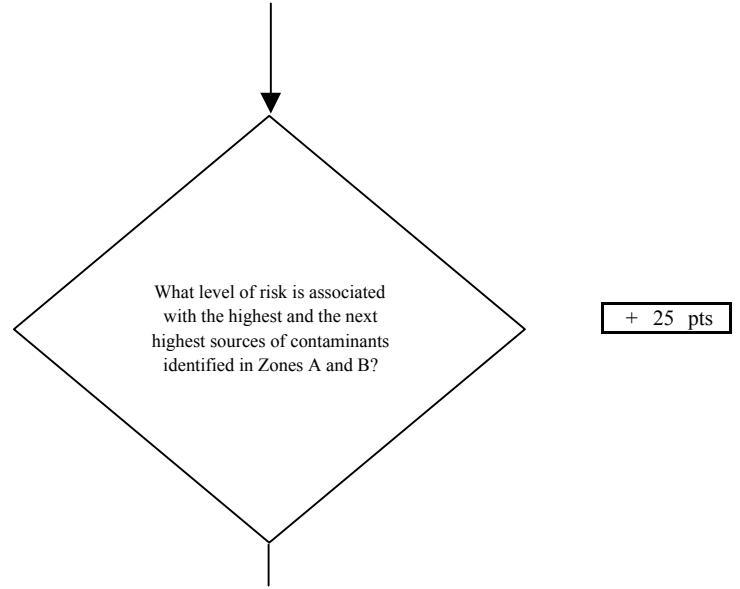 What level of risk is associated
with the highest and the next
highest sources of contaminants
identified in Zones A and B?
+ 25 pts